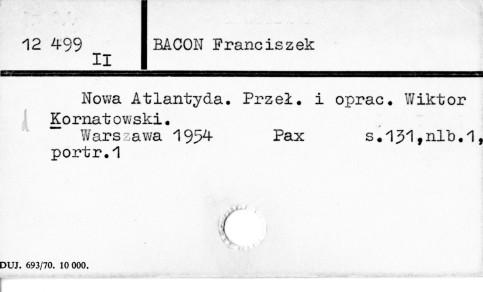 12 499
II
BACON Franciszek
Nowa Atlantyda. Przeł. i oprac. Wiktor
Kornatowski.
Warszawa 1954 Pax s.131,nlb.1,
portr.1
DUJ. 693/70. 10 000.